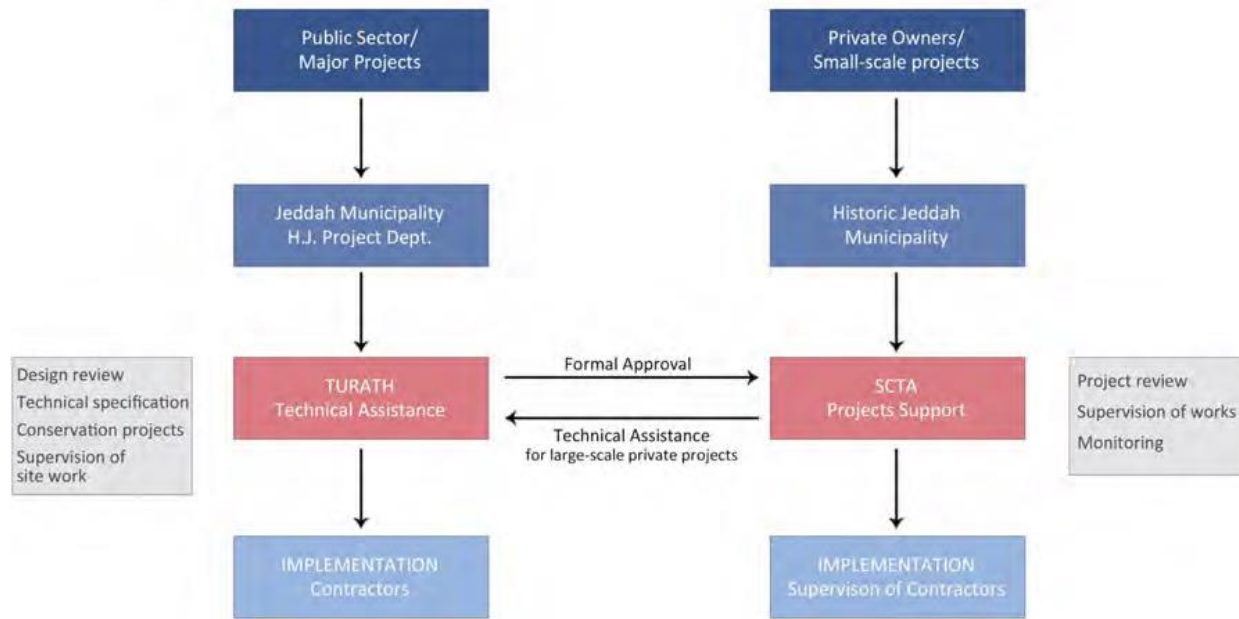 Public Sector/
Major Projects
Private Owners/
Small-scale projects
Jeddah Municipality
H.J. Project Dept.
Historic Jeddah
Municipality
Design review
Technical specification
Conservation projects
Supervision of
site work
TURATH
Technical Assistance
Formal Approval
Technical Assistance
for large-scale private projects
SCTA
Projects Support
Project review
Supervision of works
Monitoring
IMPLEMENTATION
Contractors
IMPLEMENTATION
Supervison of Contractors